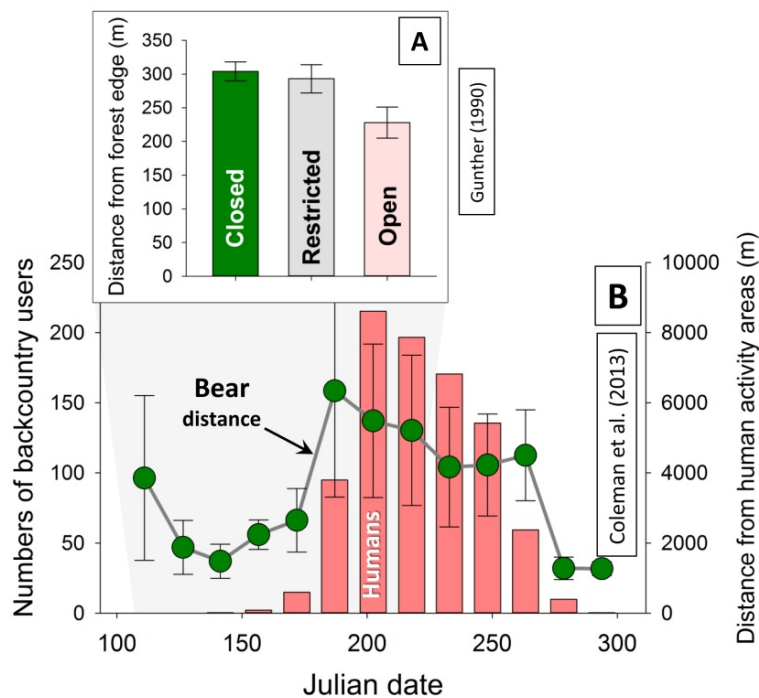 A
Distance from forest edge (m)
350
300
250
200
150
100
50
0
Closed
Restricted
Open
Gunther (1990)
B
Coleman et al. (2013)
Numbers of backcountry users
250
200
150
100
50
0
Bear
distance
Humans
10000
8000
6000
4000
2000
0
Distance from human activity areas (m)
100
150
200
250
300
Julian date